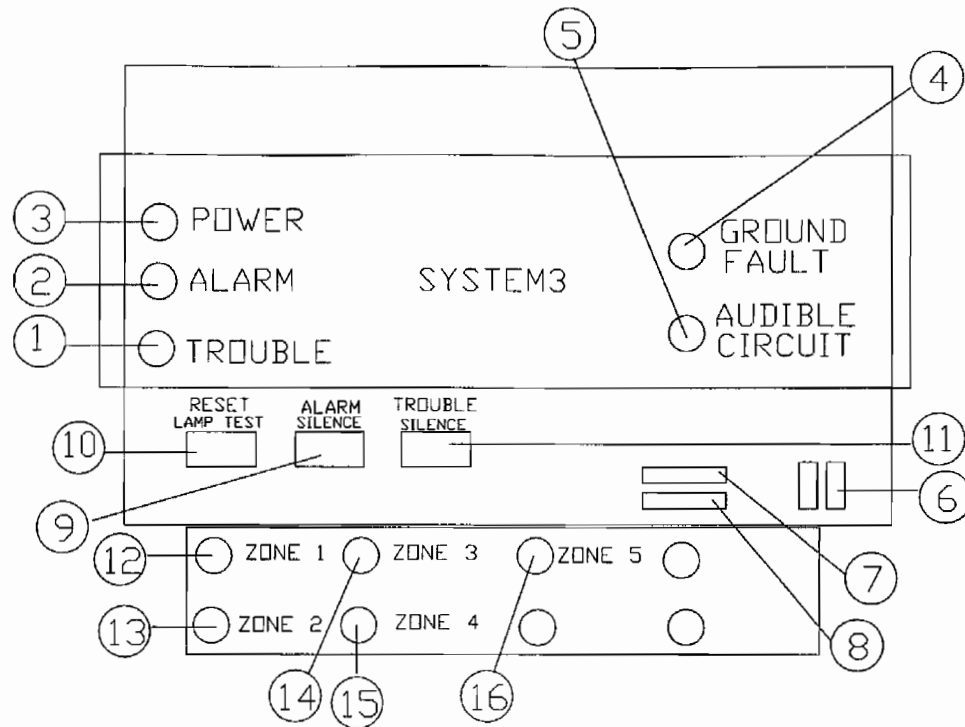 5
4
3
POWER
GROUND
FAULT
2
ALARM
SYSTEM3
1
TROUBLE
AUDIBLE
CIRCUIT
RESET
LAMP TEST
ALARM
SILENCE
TROUBLE
SILENCE
10
11
9
6
12
ZONE 1
ZONE 3
ZONE 5
7
13
ZONE 2
ZONE 4
8
14
15
16